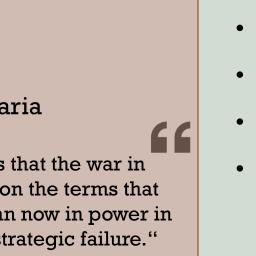 aria
“
s that the war in
on the terms that
an now in power in
strategic failure.“
•
•
•
•